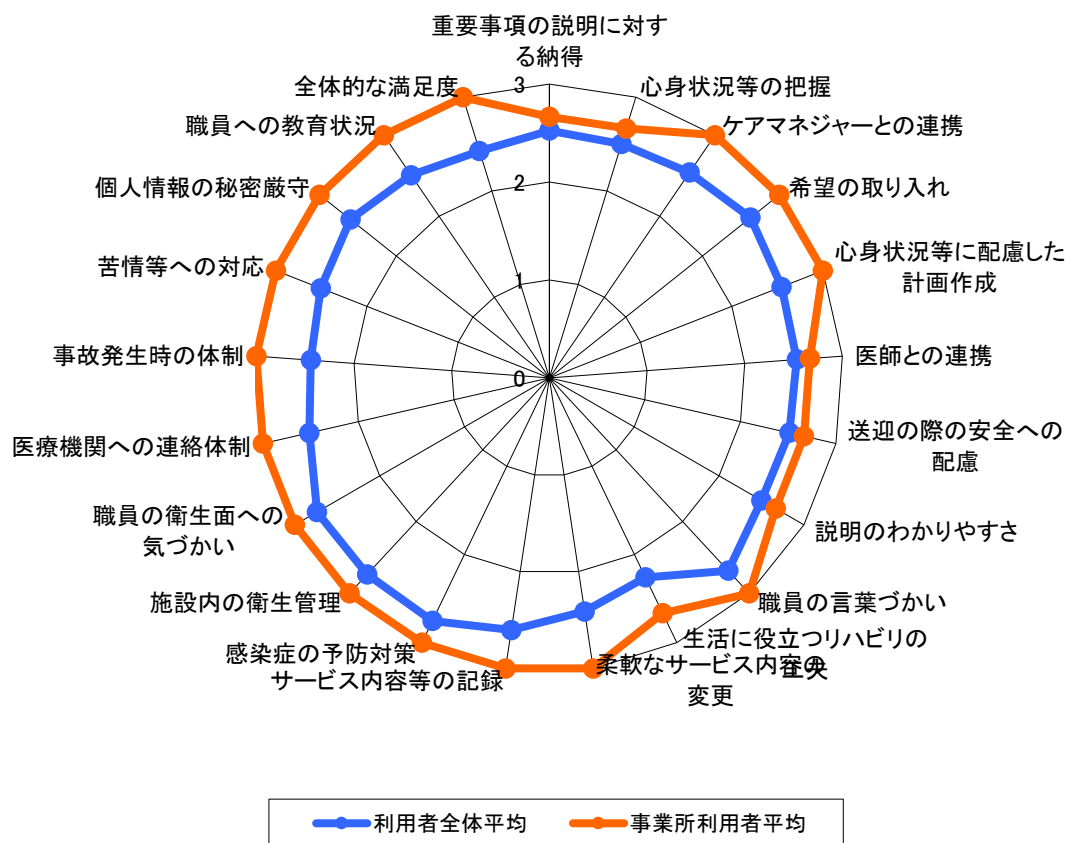 重要事項の説明に対す
る納得
心身状況等の把握
ケアマネジャーとの連携
希望の取り入れ
心身状況等に配慮した
計画作成
医師との連携
送迎の際の安全への
配慮
説明のわかりやすさ
職員の言葉づかい
生活に役立つリハビリの
柔軟なサービス内容の
変更
サービス内容等の記録
感染症の予防対策
施設内の衛生管理
職員の衛生面への
気づかい
医療機関への連絡体制
事故発生時の体制
苦情等への対応
個人情報の秘密厳守
職員への教育状況
全体的な満足度
3
2
1
0
利用者全体平均
事業所利用者平均